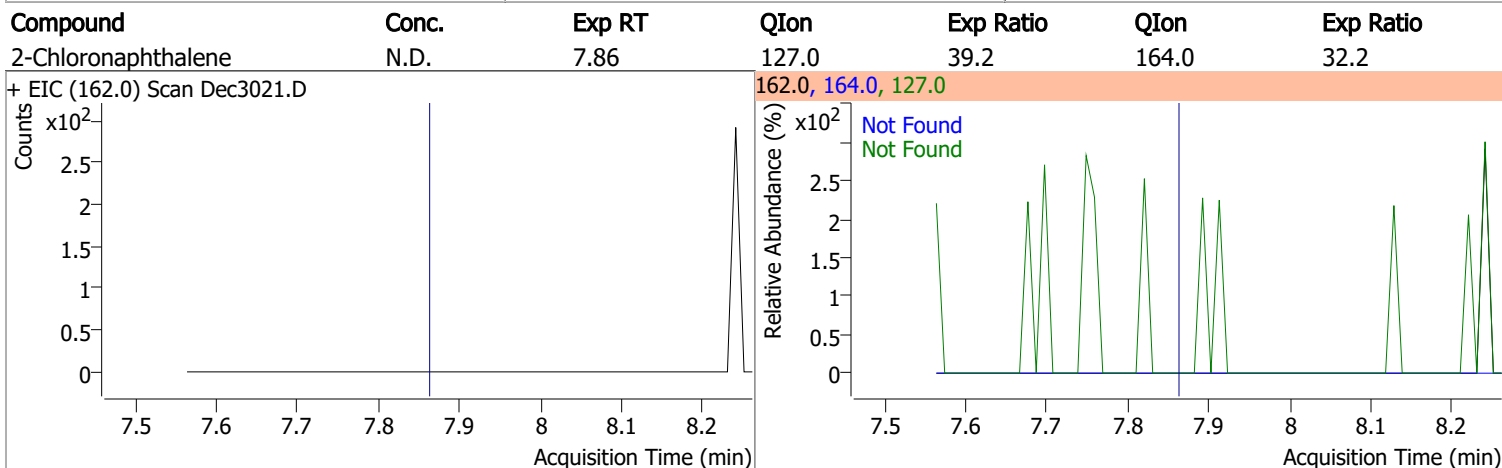 Compound Conc. Exp RT QIon Exp Ratio QIon Exp Ratio
2-Chloronaphthalene N.D. 7.86 127.0 39.2 164.0 32.2
+ EIC (162.0) Scan Dec3021.D
Counts
x10²
2.5
2
1.5
1
0.5
0
7.5 7.6 7.7 7.8 7.9 8 8.1 8.2
Acquisition Time (min)
162.0, 164.0, 127.0
Relative Abundance (%)
x10²
Not Found
Not Found
2.5
2
1.5
1
0.5
0
7.5 7.6 7.7 7.8 7.9 8 8.1 8.2
Acquisition Time (min)